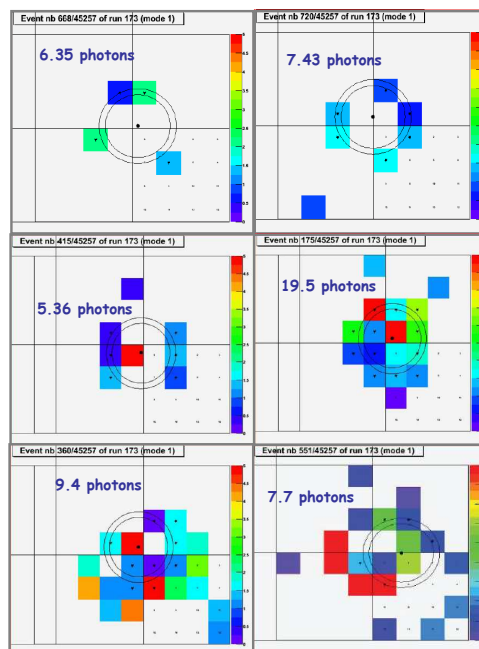 Event nb 668/45257 of run 173 (mode 1)
6.35 photons
Event nb 720/45257 of run 173 (mode 1)
7.43 photons
Event nb 415/45257 of run 173 (mode 1)
5.36 photons
Event nb 175/45257 of run 173 (mode 1)
19.5 photons
Event nb 360/45257 of run 173 (mode 1)
9.4 photons
Event nb 551/45257 of run 173 (mode 1)
7.7 photons